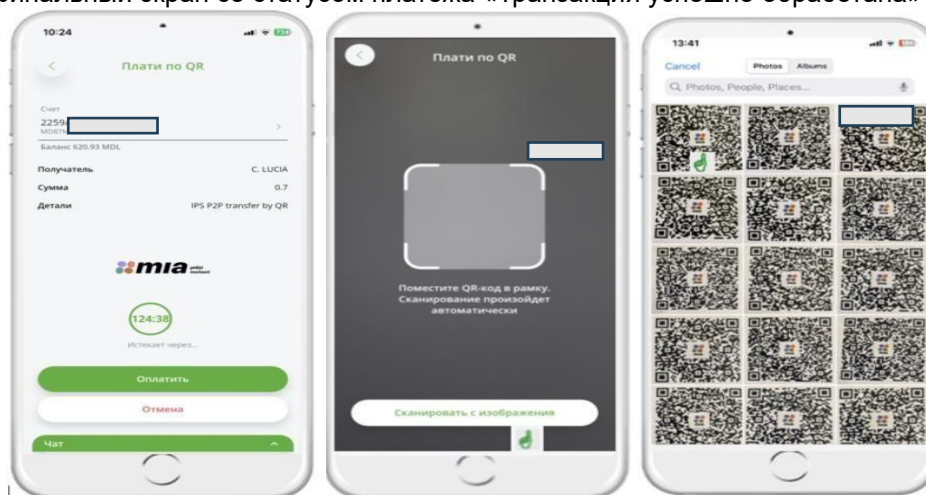 финальный экран со статусом платежа «Транзакция успешно обработана»
10:24
Плати по QR
Счет
2259/
Баланс 620.93 MDL
Получатель
C. LUCIA
Сумма
0.7
Детали
IPS P2P transfer by QR
mia
124:38
Истекает через...
Оплатить
Отмена
Чат
Плати по QR
Поместите QR-код в рамку.
Сканирование произойдет
автоматически
Сканировать с изображения
13:41
Cancel
Photos
Albums
Photos, People, Places...